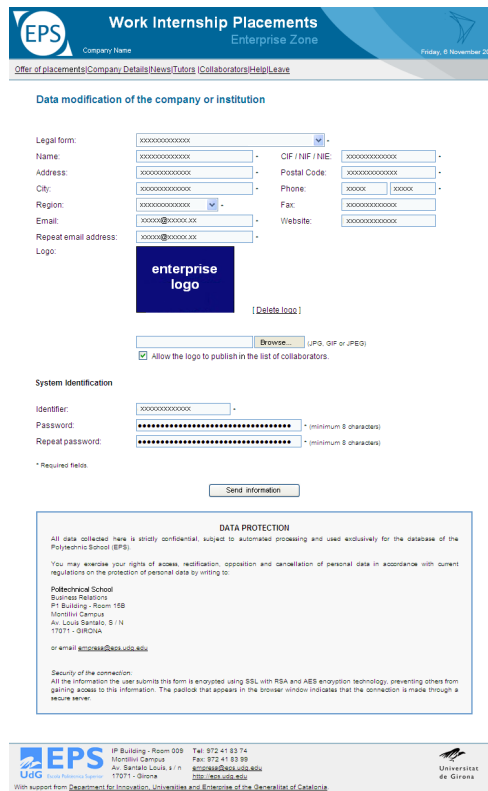 EPS
Work Internship Placements
Enterprise Zone
Company Name
Friday, 6 November 20
Offer of placements|Company Details|News|Tutors |Collaborators|Help|Leave
Data modification of the company or institution
Legal form: xxxxxxxxxxxxx *
Name: xxxxxxxxxxxxx * CIF / NIF / NIE: xxxxxxxxxxxxx *
Address: xxxxxxxxxxxxx * Postal Code: xxxxxxxxxxxxx *
City: xxxxxxxxxxxxx * Phone: xxxxx xxxxx *
Region: xxxxxxxxxxxxx * Fax: xxxxxxxxxxxxx
Email: xxxxx@xxxxx.xx * Website: xxxxxxxxxxxxx
Repeat email address: xxxxx@xxxxx.xx *
Logo:
enterprise
logo
[ Delete logo ]
Browse... (JPG, GIF or JPEG)
Allow the logo to publish in the list of collaborators.
System Identification
Identifier: xxxxxxxxxxxxx *
Password: * (minimum 8 characters)
Repeat password: * (minimum 8 characters)
* Required fields.
Send information
DATA PROTECTION
All data collected here is strictly confidential, subject to automated processing and used exclusively for the database of the
Polytechnic School (EPS).
You may exercise your rights of access, rectification, opposition and cancellation of personal data in accordance with current
regulations on the protection of personal data by writing to:
Politechnical School
Business Relations
P1 Building - Room 15B
Montilivi Campus
Av. Louis Santalo, S / N
17071 - GIRONA
or email empresa@eps.udg.edu
Security of the connection:
All the information the user submits this form is encrypted using SSL with RSA and AES encryption technology, preventing others from
gaining access to this information. The padlock that appears in the browser window indicates that the connection is made through a
secure server.
UdG EPS Escola Politècnica Superior
IP Building - Room 009 Tel: 972 41 83 74
Montilivi Campus Fax: 972 41 83 99
Av. Santalo Louis, s / n empresa@eps.udg.edu
17071 - Girona http://eps.udg.edu
Universitat
de Girona
With support from Department for Innovation, Universities and Enterprise of the Generalitat of Catalonia.